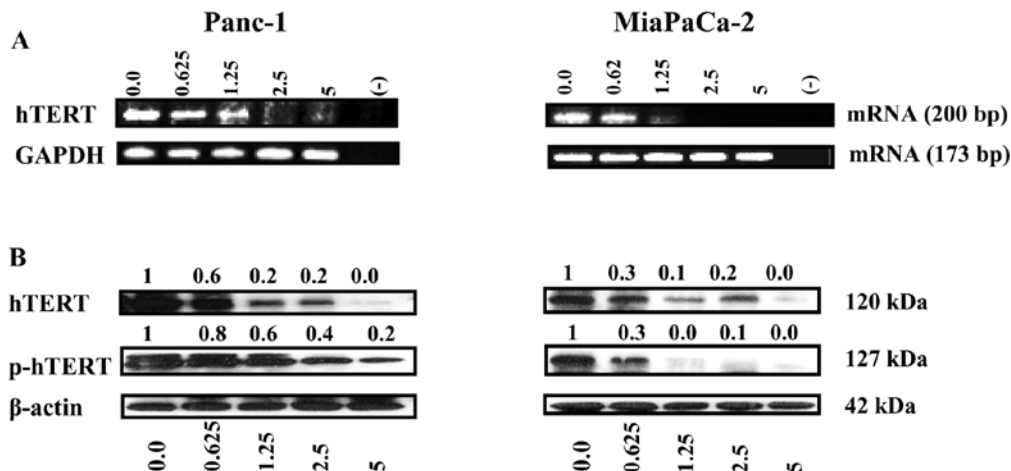 Panc-1 MiaPaCa-2
A
0.0 0.625 1.25 2.5 5 (-) 0.0 0.62 1.25 2.5 5 (-)
hTERT mRNA (200 bp)
GAPDH mRNA (173 bp)
B
1 0.6 0.2 0.2 0.0 1 0.3 0.1 0.2 0.0
hTERT 120 kDa
1 0.8 0.6 0.4 0.2 1 0.3 0.0 0.1 0.0
p-hTERT 127 kDa
β-actin 42 kDa
0.0 0.625 1.25 2.5 5 0.0 0.625 1.25 2.5 5